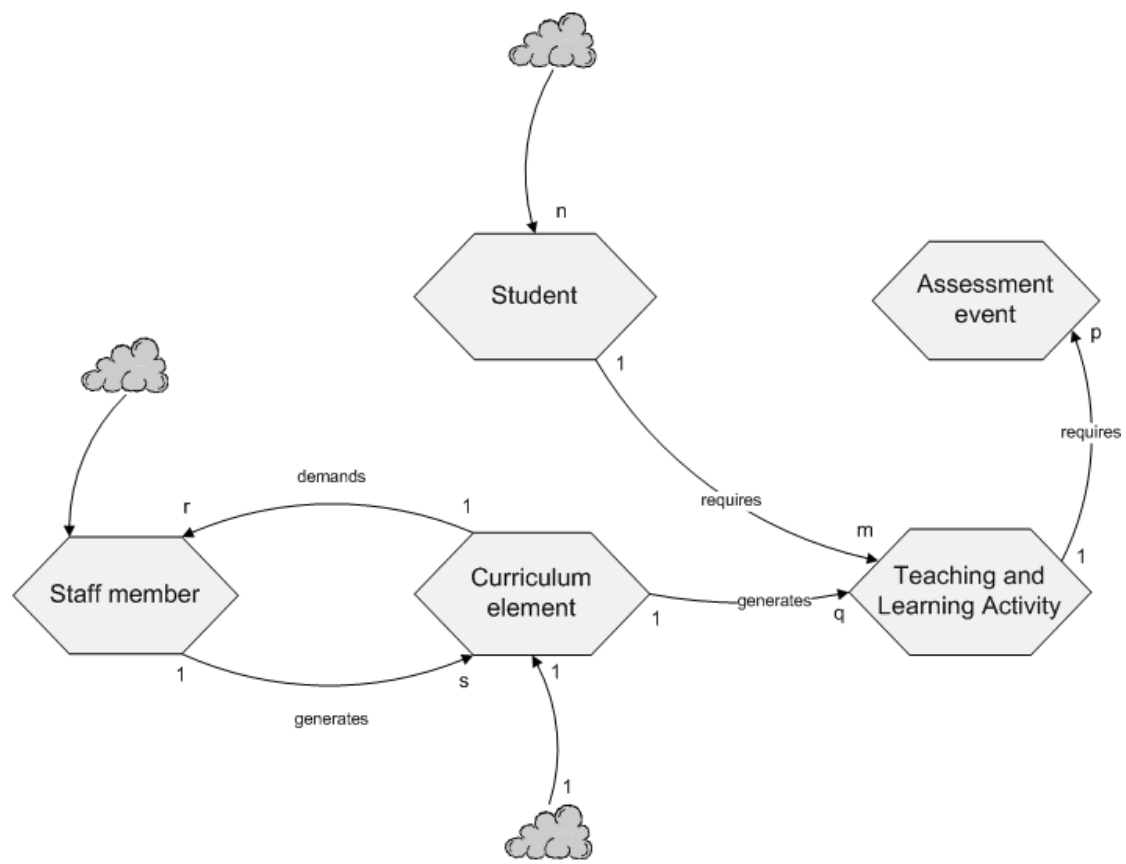 n
Student
1
Assessment
event
p
requires
demands
r
1
requires
m
Staff member
Curriculum
element
1
generates
q
Teaching and
Learning Activity
1
1
s
1
generates
1